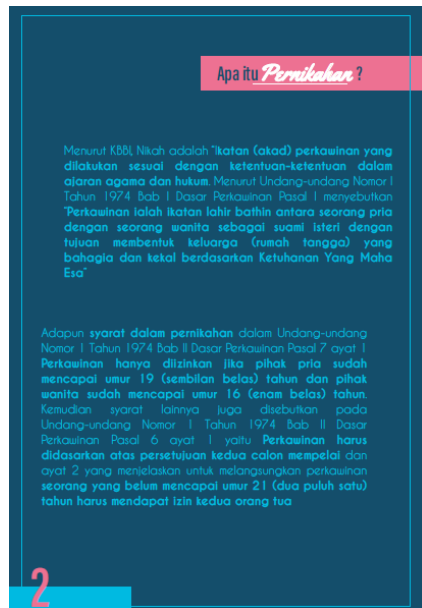 Apa itu Pernikahan ?
Menurut KBBI, Nikah adalah "ikatan (akad) perkawinan yang
dilakukan sesuai dengan ketentuan-ketentuan dalam
ajaran agama dan hukum. Menurut Undang-undang Nomor 1
Tahun 1974 Bab I Dasar Perkawinan Pasal 1 menyebutkan
"Perkawinan ialah ikatan lahir bathin antara seorang pria
dengan seorang wanita sebagai suami isteri dengan
tujuan membentuk keluarga (rumah tangga) yang
bahagia dan kekal berdasarkan Ketuhanan Yang Maha
Esa"
Adapun syarat dalam pernikahan dalam Undang-undang
Nomor 1 Tahun 1974 Bab II Dasar Perkawinan Pasal 7 ayat 1
Perkawinan hanya diizinkan jika pihak pria sudah
mencapai umur 19 (sembilan belas) tahun dan pihak
wanita sudah mencapai umur 16 (enam belas) tahun.
Kemudian syarat lainnya juga disebutkan pada
Undang-undang Nomor 1 Tahun 1974 Bab II Dasar
Perkawinan Pasal 6 ayat 1 yaitu Perkawinan harus
didasarkan atas persetujuan kedua calon mempelai dan
ayat 2 yang menjelaskan untuk melangsungkan perkawinan
seorang yang belum mencapai umur 21 (dua puluh satu)
tahun harus mendapat izin kedua orang tua
2